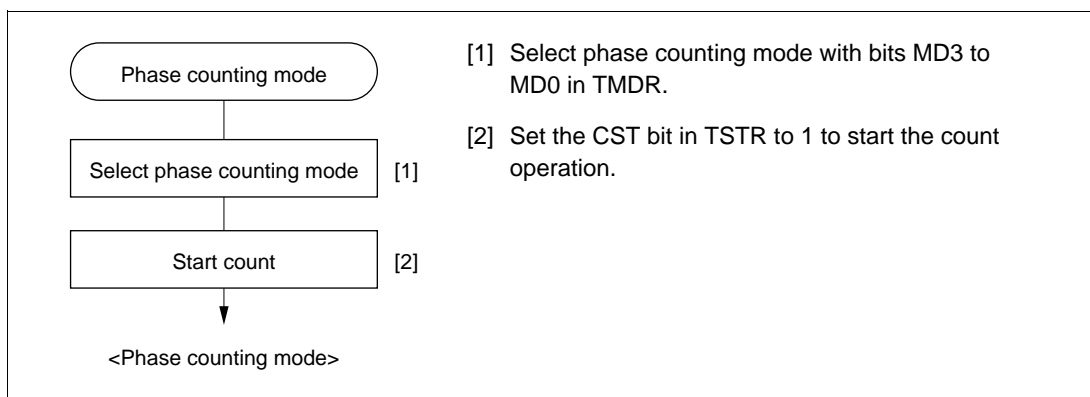 Phase counting mode
Select phase counting mode [1]
Start count [2]
<Phase counting mode>
[1] Select phase counting mode with bits MD3 to
MD0 in TMDR.
[2] Set the CST bit in TSTR to 1 to start the count
operation.